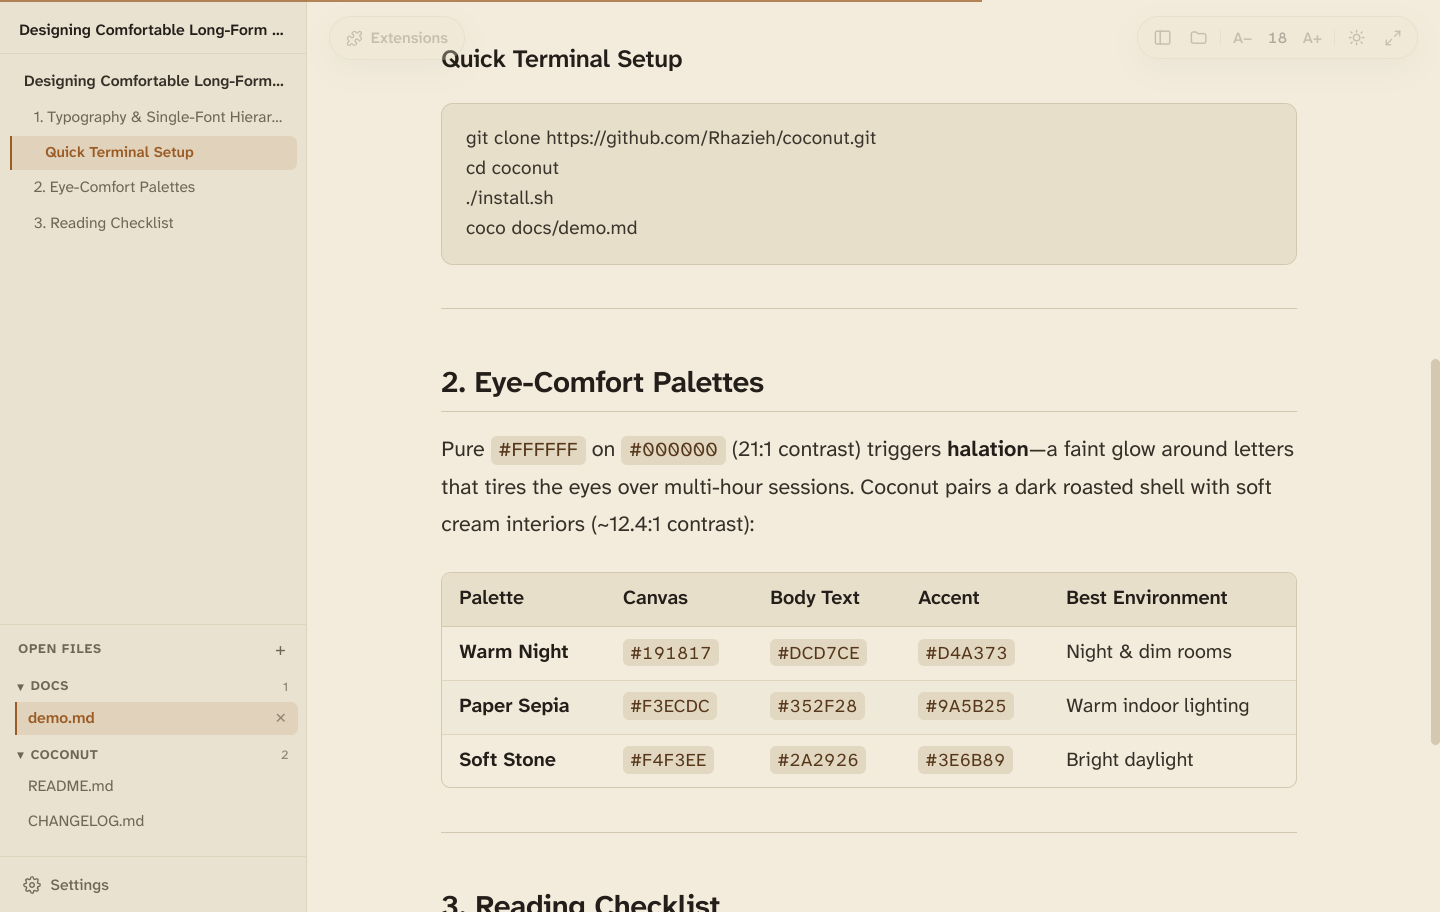 Designing Comfortable Long-Form ...
Designing Comfortable Long-Form...
1. Typography & Single-Font Hierar...
Quick Terminal Setup
2. Eye-Comfort Palettes
3. Reading Checklist
OPEN FILES +
▾ DOCS 1
demo.md ×
▾ COCONUT 2
README.md
CHANGELOG.md
Settings
Extensions
A− 18 A+
Quick Terminal Setup
git clone https://github.com/Rhazieh/coconut.git
cd coconut
./install.sh
coco docs/demo.md
2. Eye-Comfort Palettes
Pure #FFFFFF on #000000 (21:1 contrast) triggers halation—a faint glow around letters
that tires the eyes over multi-hour sessions. Coconut pairs a dark roasted shell with soft
cream interiors (~12.4:1 contrast):
Palette Canvas Body Text Accent Best Environment
Warm Night #191817 #DCD7CE #D4A373 Night & dim rooms
Paper Sepia #F3ECDC #352F28 #9A5B25 Warm indoor lighting
Soft Stone #F4F3EE #2A2926 #3E6B89 Bright daylight
3. Reading Checklist